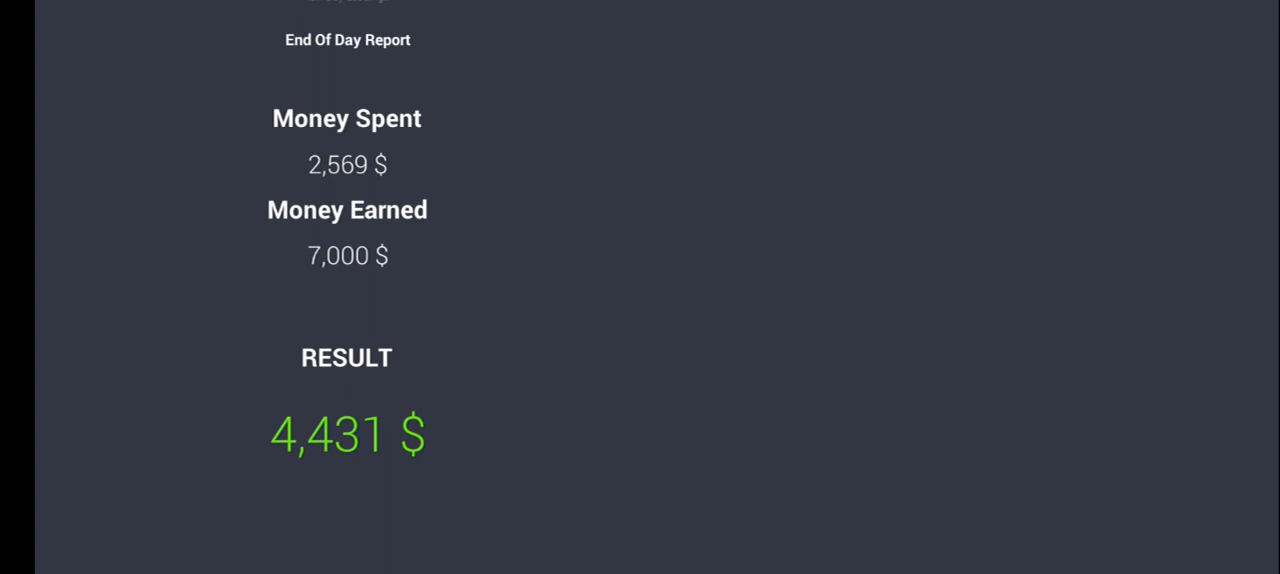 End Of Day Report
Money Spent
2,569 $
Money Earned
7,000 $
RESULT
4,431 $